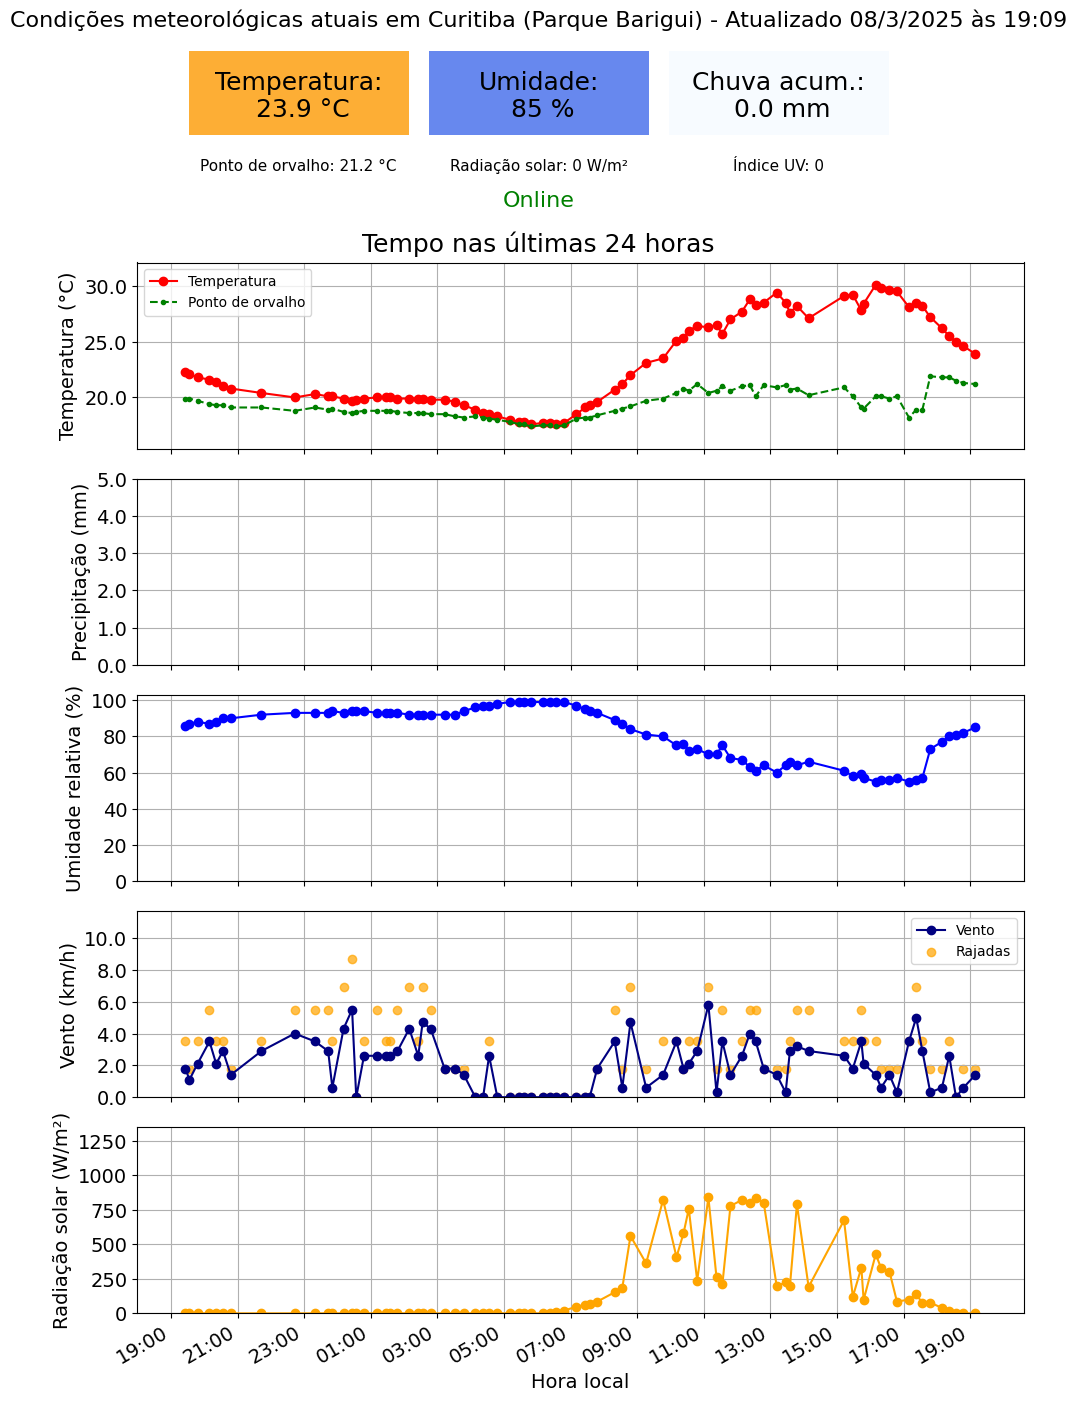 Condições meteorológicas atuais em Curitiba (Parque Barigui) - Atualizado 08/3/2025 às 19:09
Temperatura:
23.9 °C
Umidade:
85 %
Chuva acum.:
0.0 mm
Ponto de orvalho: 21.2 °C
Radiação solar: 0 W/m²
Índice UV: 0
Online
Tempo nas últimas 24 horas
Temperatura (°C)
30.0
25.0
20.0
Temperatura
Ponto de orvalho
Precipitação (mm)
5.0
4.0
3.0
2.0
1.0
0.0
Umidade relativa (%)
100
80
60
40
20
0
Vento (km/h)
10.0
8.0
6.0
4.0
2.0
0.0
Vento
Rajadas
Radiação solar (W/m²)
1250
1000
750
500
250
0
19:00
21:00
23:00
01:00
03:00
05:00
07:00
09:00
11:00
13:00
15:00
17:00
19:00
Hora local